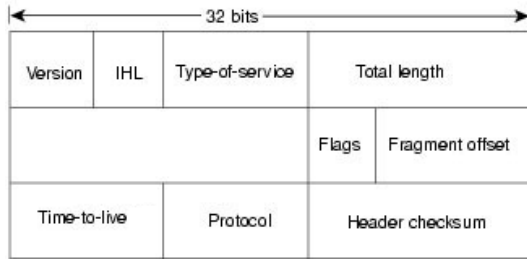 32 bits
Version IHL Type-of-service Total length
Flags Fragment offset
Time-to-live Protocol Header checksum